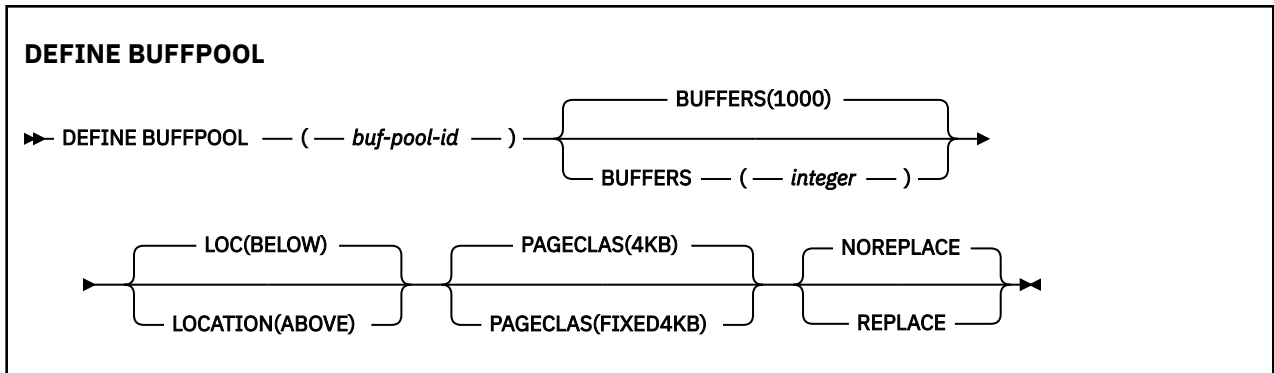 DEFINE BUFFPOOL
BUFFERS(1000)
DEFINE BUFFPOOL ( buf-pool-id )
BUFFERS ( integer )
LOC(BELOW) PAGECLAS(4KB) NOREPLACE
LOCATION(ABOVE) PAGECLAS(FIXED4KB) REPLACE